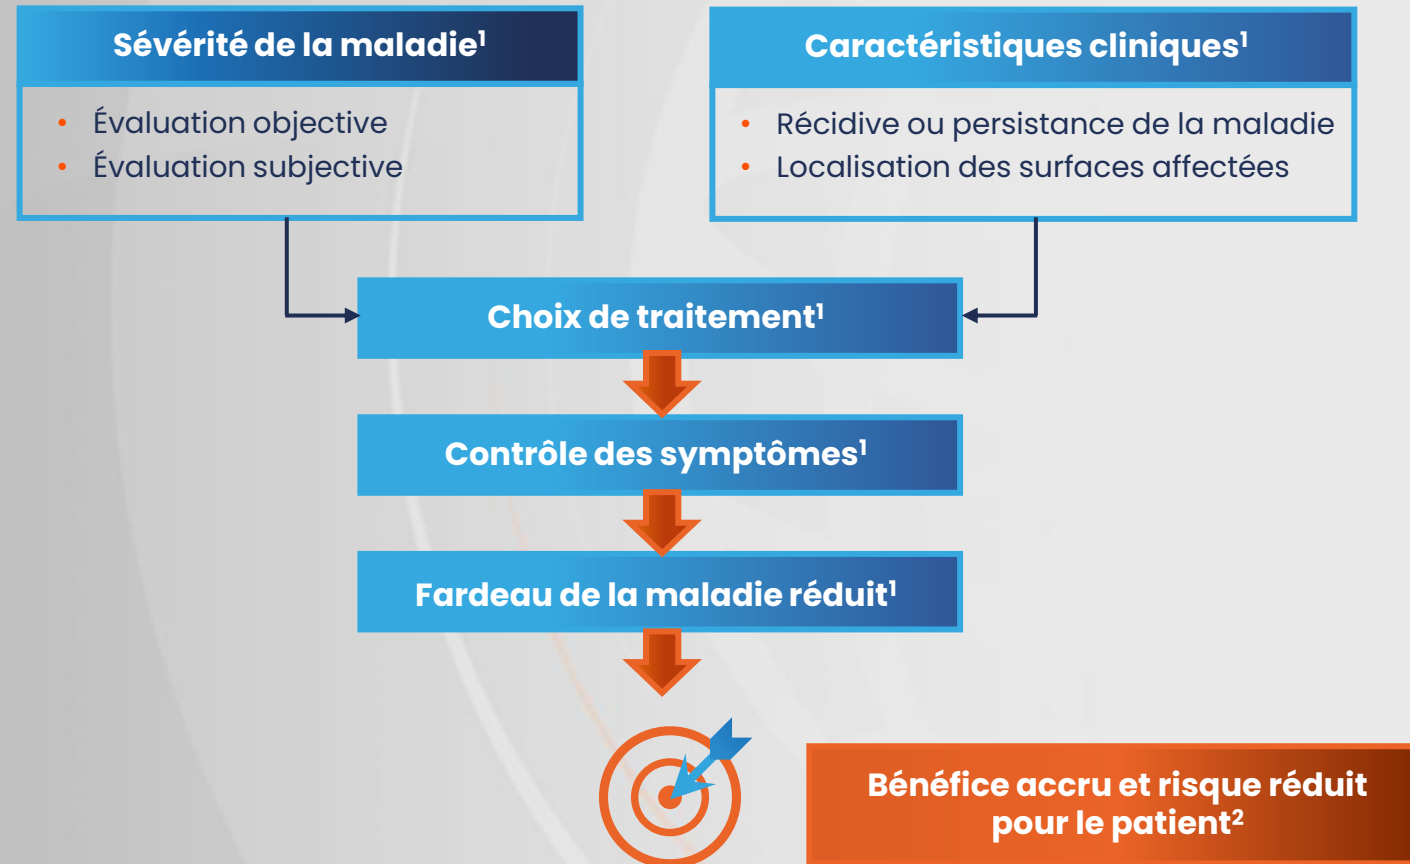 Sévérité de la maladie¹
• Évaluation objective
• Évaluation subjective
Caractéristiques cliniques¹
• Récidive ou persistance de la maladie
• Localisation des surfaces affectées
Choix de traitement¹
Contrôle des symptômes¹
Fardeau de la maladie réduit¹
Bénéfice accru et risque réduit
pour le patient²